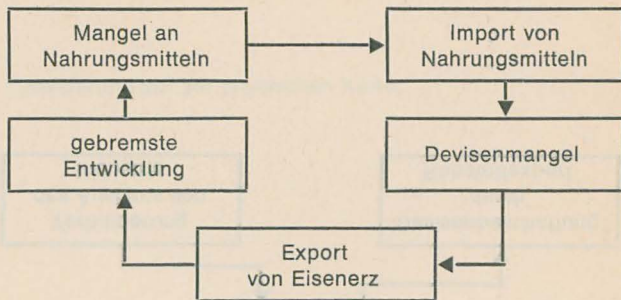 Mangel an
Nahrungsmitteln
Import von
Nahrungsmitteln
gebremste
Entwicklung
Devisenmangel
Export
von Eisenerz